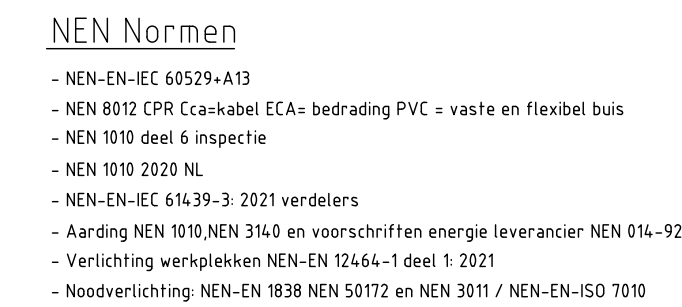 NEN Normen
- NEN-EN-IEC 60529+A13
- NEN 8012 CPR Cca=kabel ECA= bedrading PVC = vaste en flexibel buis
- NEN 1010 deel 6 inspectie
- NEN 1010 2020 NL
- NEN-EN-IEC 61439-3: 2021 verdelers
- Aarding NEN 1010,NEN 3140 en voorschriften energie leverancier NEN 014-92
- Verlichting werkplekken NEN-EN 12464-1 deel 1: 2021
- Noodverlichting: NEN-EN 1838 NEN 50172 en NEN 3011 / NEN-EN-ISO 7010